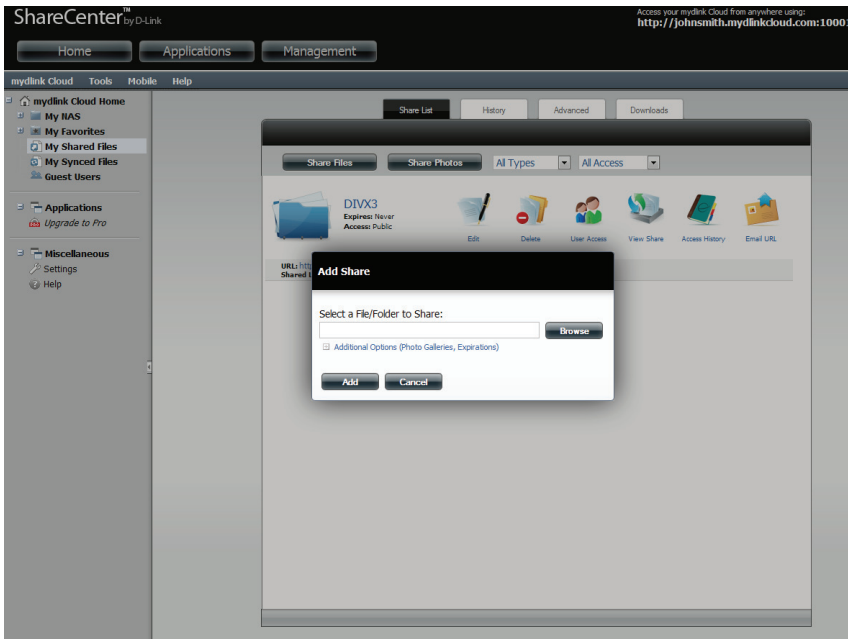 ShareCenter™ by D-Link
Access your mydlink Cloud from anywhere using:
http://johnsmith.mydlinkcloud.com:10001
Home Applications Management
mydlink Cloud Tools Mobile Help
mydlink Cloud Home
My NAS
My Favorites
My Shared Files
My Synced Files
Guest Users
Applications
Upgrade to Pro
Miscellaneous
Settings
Help
Share List History Advanced Downloads
Share Files Share Photos All Types All Access
DIVX3
Expires: Never
Access: Public
Edit Delete User Access View Share Access History Email URL
URL:
Shared
Add Share
Select a File/Folder to Share:
Browse
Additional Options (Photo Galleries, Expirations)
Add Cancel